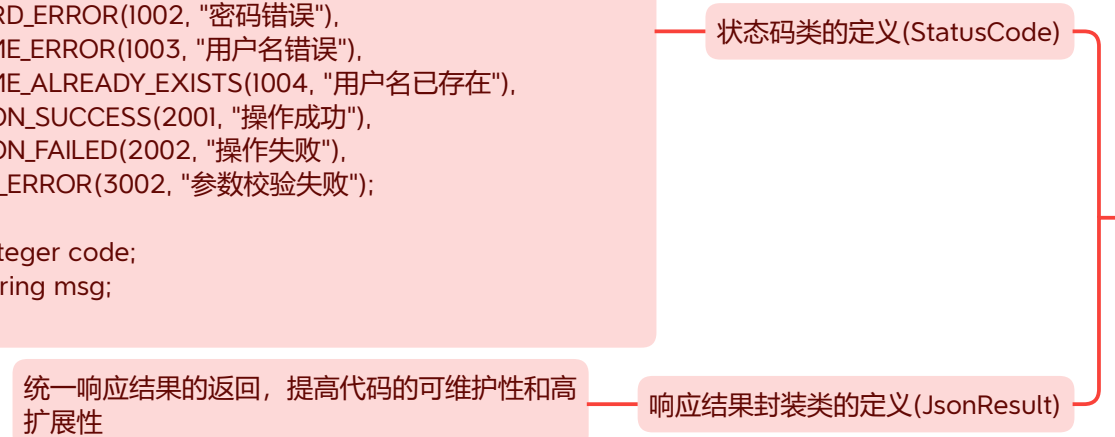 RD_ERROR(1002, "密码错误"),
ME_ERROR(1003, "用户名错误"),
ME_ALREADY_EXISTS(1004, "用户名已存在"),
ON_SUCCESS(2001, "操作成功"),
ON_FAILED(2002, "操作失败"),
_ERROR(3002, "参数校验失败");
teger code;
ring msg;
状态码类的定义(StatusCode)
统一响应结果的返回，提高代码的可维护性和高
扩展性
响应结果封装类的定义(JsonResult)